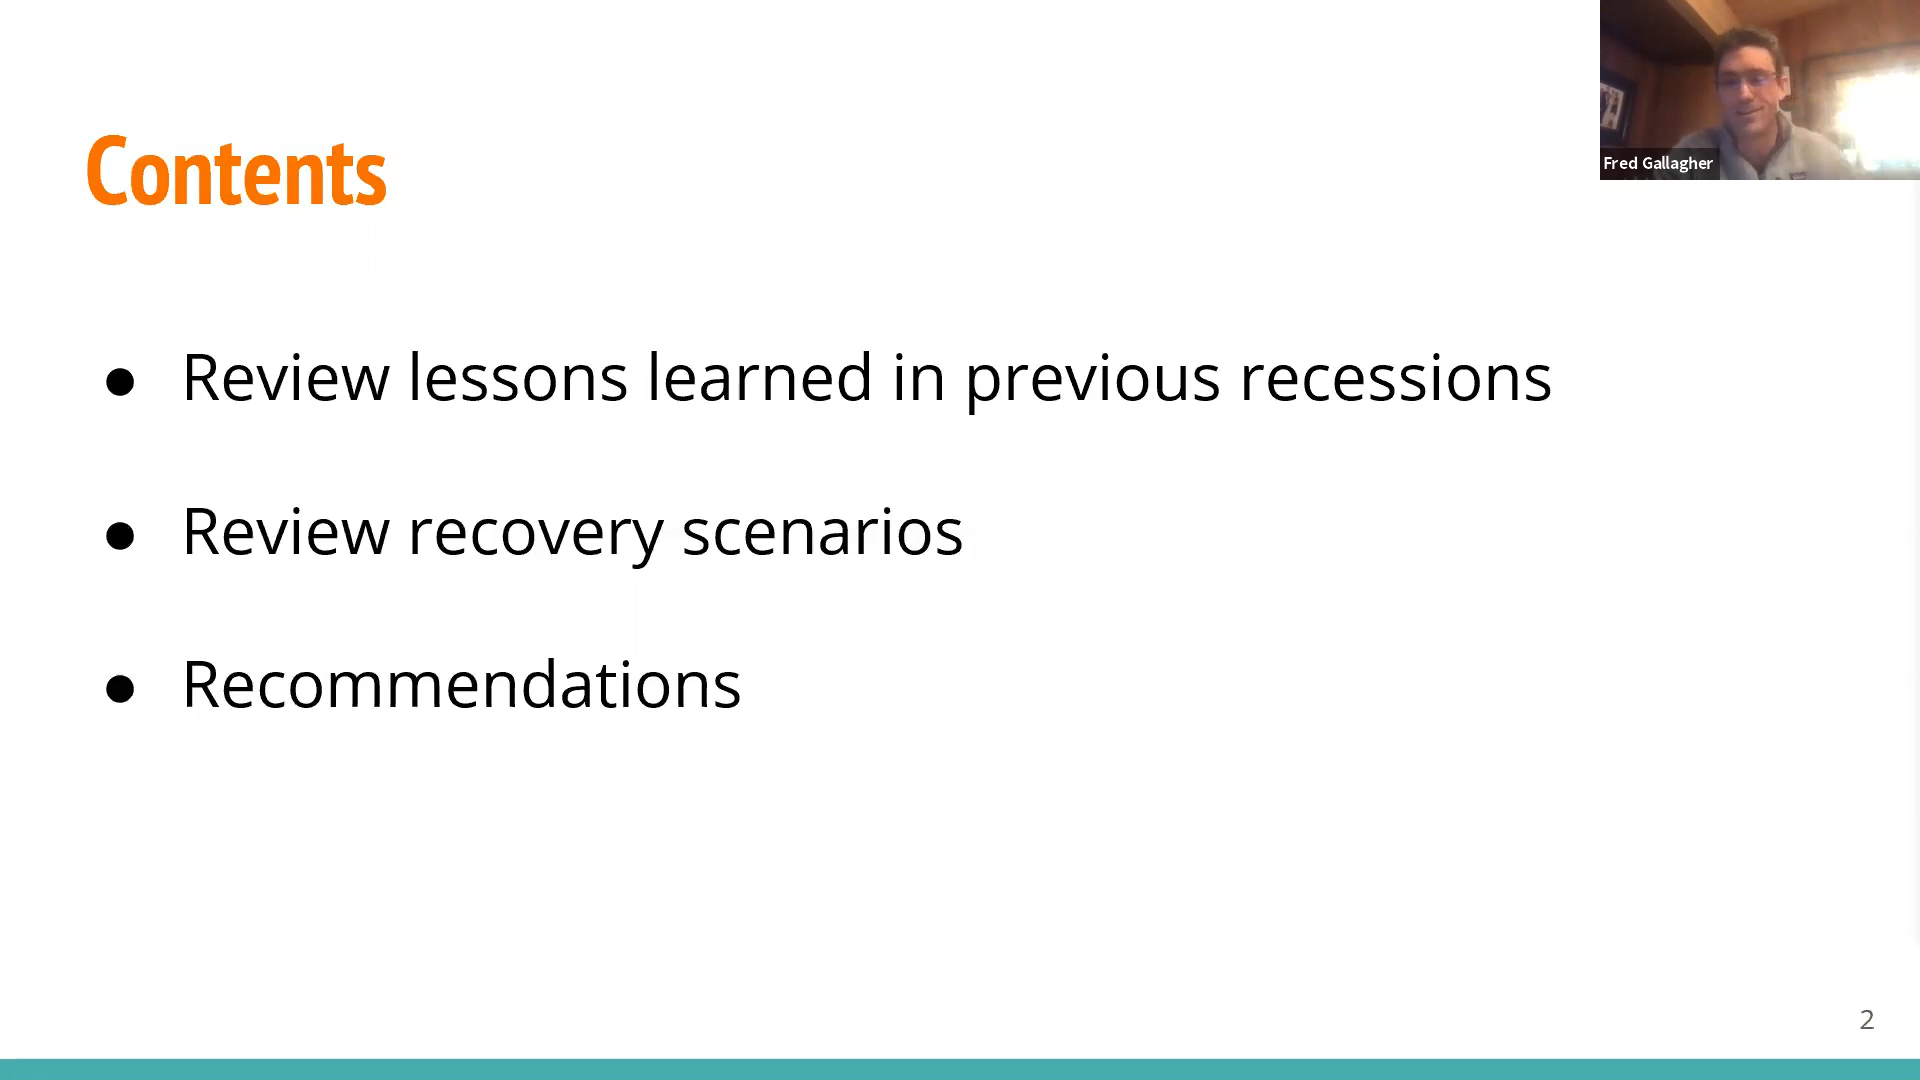 Fred Gallagher
Contents
● Review lessons learned in previous recessions
● Review recovery scenarios
● Recommendations
2